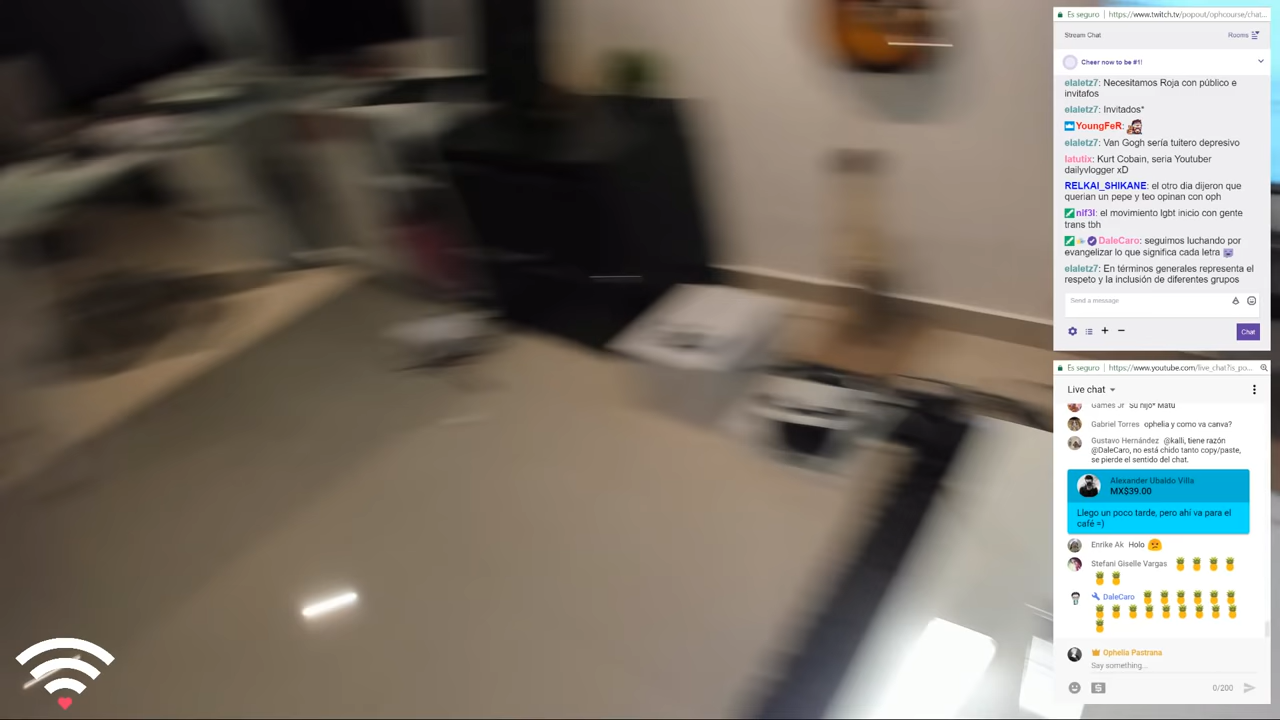 Es seguro | https://www.twitch.tv/popout/ophcourse/chat...
Stream Chat
Rooms
Cheer now to be #1!
elaletz7: Necesitamos Roja con público e
invitafos
elaletz7: Invitados*
YoungFeR:
elaletz7: Van Gogh sería tuitero depresivo
latutix: Kurt Cobain, seria Youtuber
dailyvlogger xD
RELKAI_SHIKANE: el otro dia dijeron que
querian un pepe y teo opinan con oph
nif3l: el movimiento lgbt inicio con gente
trans tbh
DaleCaro: seguimos luchando por
evangelizar lo que significa cada letra
elaletz7: En términos generales representa el
respeto y la inclusión de diferentes grupos
Send a message
Chat
Es seguro | https://www.youtube.com/live_chat?is_po...
Live chat
Games Jr Su hijo* Matu
Gabriel Torres ophelia y como va canva?
Gustavo Hernández @kalli, tiene razón
@DaleCaro, no está chido tanto copy/paste,
se pierde el sentido del chat.
Alexander Ubaldo Villa
MX$39.00
Llego un poco tarde, pero ahí va para el
café =)
Enrike Ak Holo
Stefani Giselle Vargas
DaleCaro
Ophelia Pastrana
Say something...
0/200